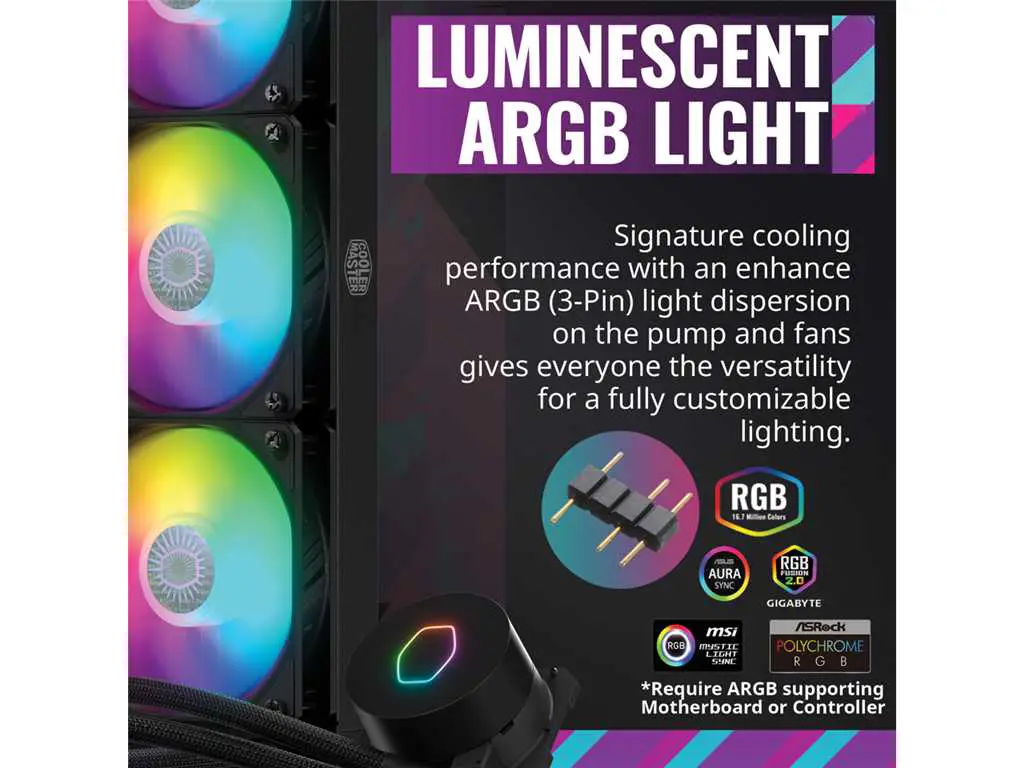 LUMINESCENT
ARGB LIGHT
COOLER
MASTER
Signature cooling
performance with an enhance
ARGB (3-Pin) light dispersion
on the pump and fans
gives everyone the versatility
for a fully customizable
lighting.
RGB
16.7 Million Colors
ASUS
AURA
SYNC
RGB
FUSION
2.0
GIGABYTE
RGB
msi
MYSTIC
LIGHT
SYNC
ASRock
POLYCHROME
RGB
*Require ARGB supporting
Motherboard or Controller